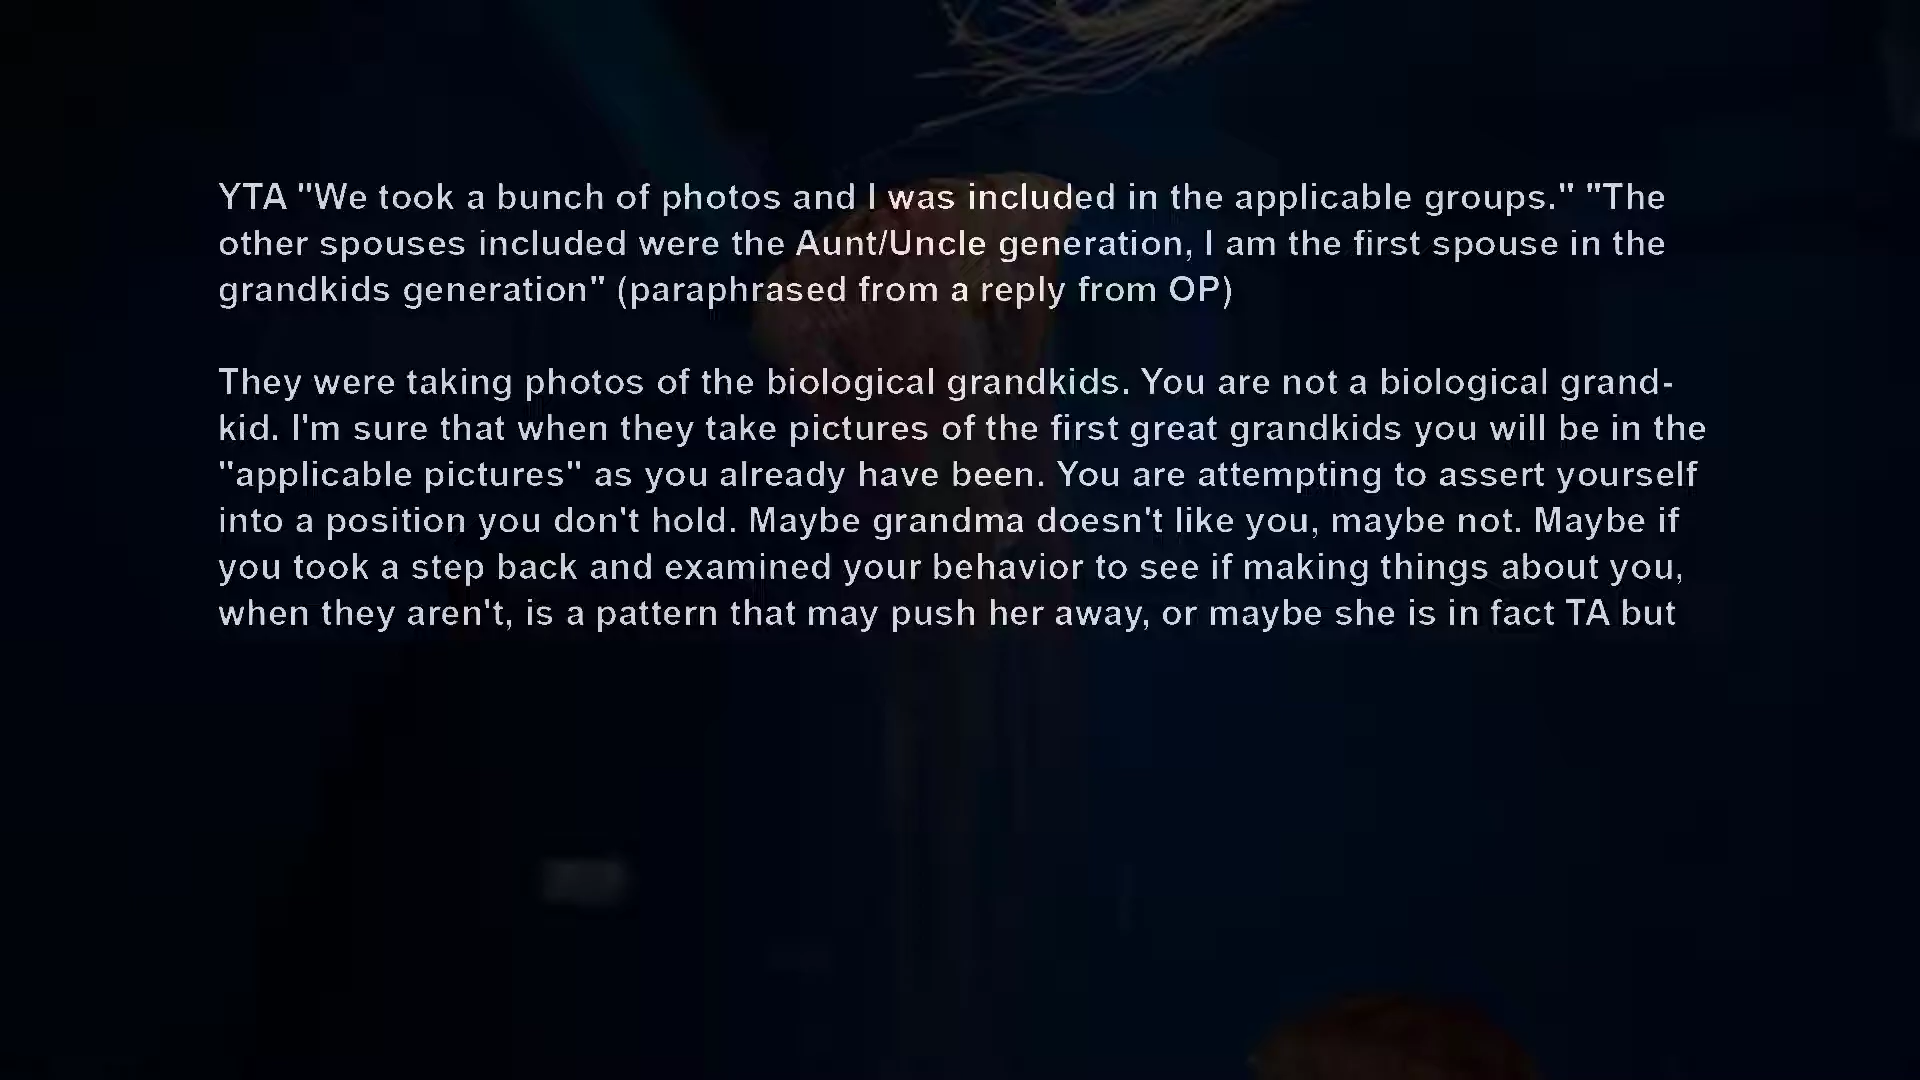 YTA "We took a bunch of photos and I was included in the applicable groups." "The
other spouses included were the Aunt/Uncle generation, I am the first spouse in the
grandkids generation" (paraphrased from a reply from OP)
They were taking photos of the biological grandkids. You are not a biological grand-
kid. I'm sure that when they take pictures of the first great grandkids you will be in the
"applicable pictures" as you already have been. You are attempting to assert yourself
into a position you don't hold. Maybe grandma doesn't like you, maybe not. Maybe if
you took a step back and examined your behavior to see if making things about you,
when they aren't, is a pattern that may push her away, or maybe she is in fact TA but